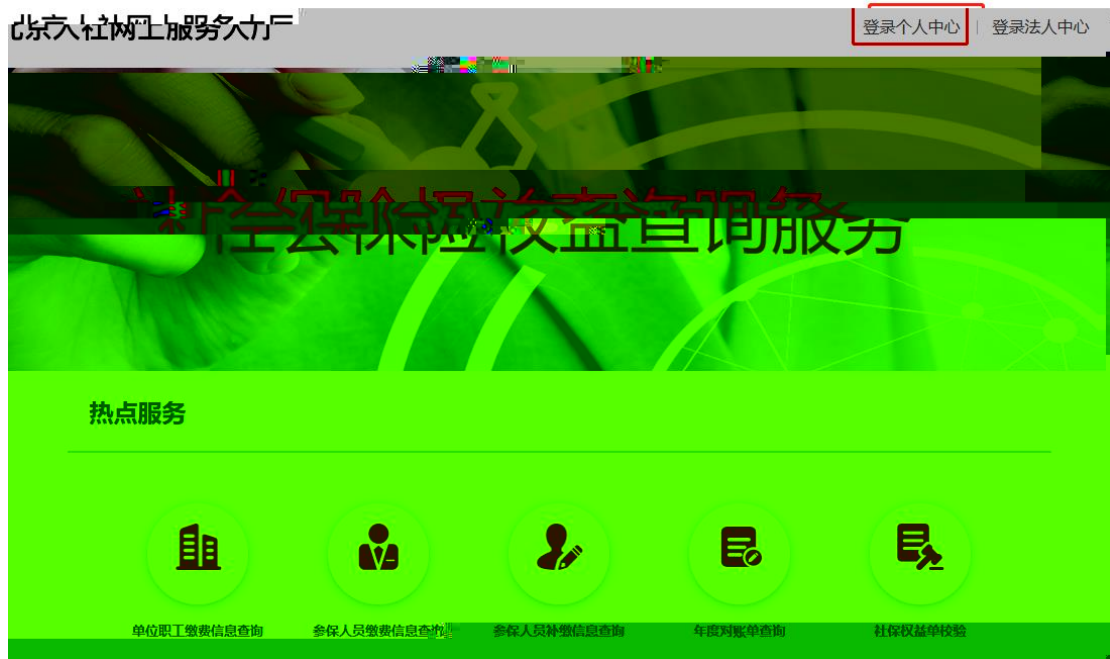 北京人社网上服务大厅
登录个人中心 | 登录法人中心
社会保险权益查询服务
热点服务
单位职工缴费信息查询
参保人员缴费信息查询
参保人员补缴信息查询
年度对账单查询
社保权益单校验